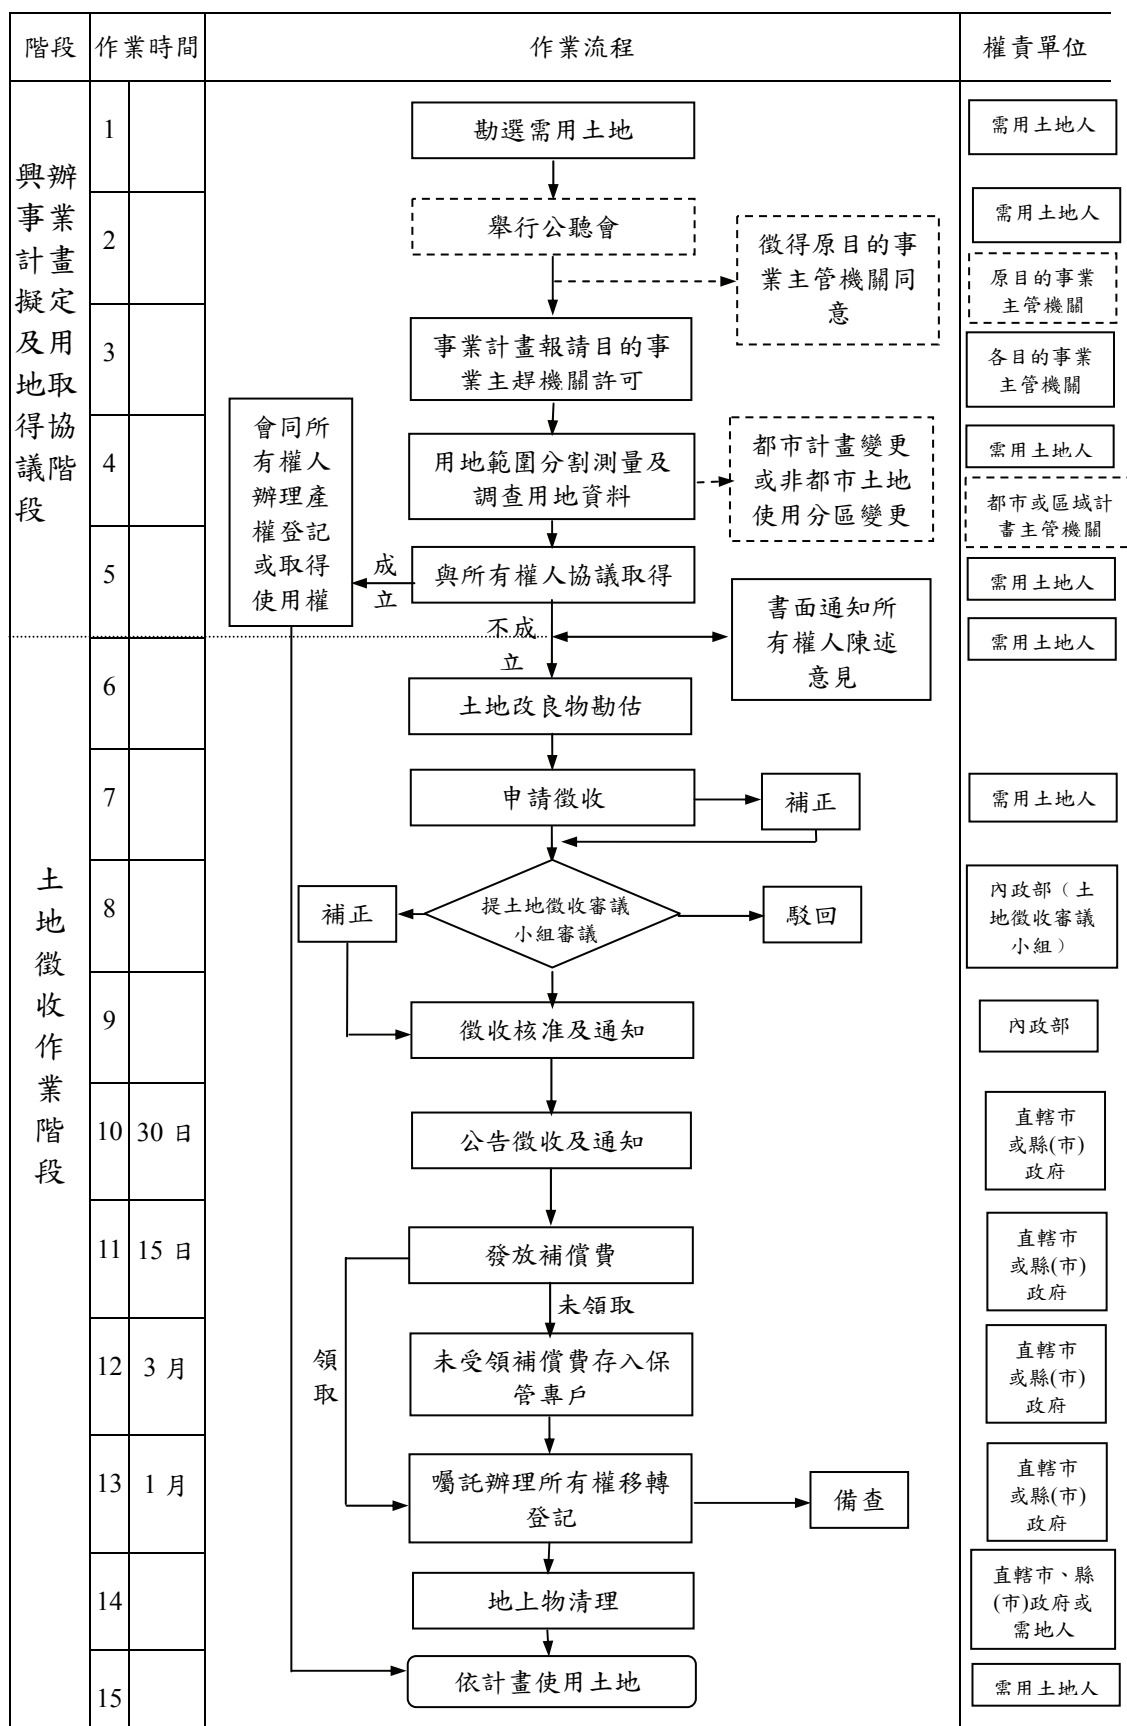 階段
作業時間
作業流程
權責單位
興辦
事業
計畫
擬定
及用
地取
得協
議階
段
1
勘選需用土地
需用土地人
2
舉行公聽會
需用土地人
徵得原目的事
業主管機關同
意
原目的事業
主管機關
3
事業計畫報請目的事
業主趕機關許可
各目的事業
主管機關
會同所
有權人
辦理產
權登記
或取得
使用權
4
用地範圍分割測量及
調查用地資料
都市計畫變更
或非都市土地
使用分區變更
需用土地人
都市或區域計
畫主管機關
5
成
立
與所有權人協議取得
需用土地人
不成
立
書面通知所
有權人陳述
意見
需用土地人
土
地
徵
收
作
業
階
段
6
土地改良物勘估
7
申請徵收
補正
需用土地人
8
補正
提土地徵收審議
小組審議
駁回
內政部（土
地徵收審議
小組）
9
徵收核准及通知
內政部
10
30 日
公告徵收及通知
直轄市
或縣(市)
政府
11
15 日
發放補償費
直轄市
或縣(市)
政府
未領取
領
取
12
3 月
未受領補償費存入保
管專戶
直轄市
或縣(市)
政府
13
1 月
囑託辦理所有權移轉
登記
備查
直轄市
或縣(市)
政府
14
地上物清理
直轄市、縣
(市)政府或
需地人
15
依計畫使用土地
需用土地人